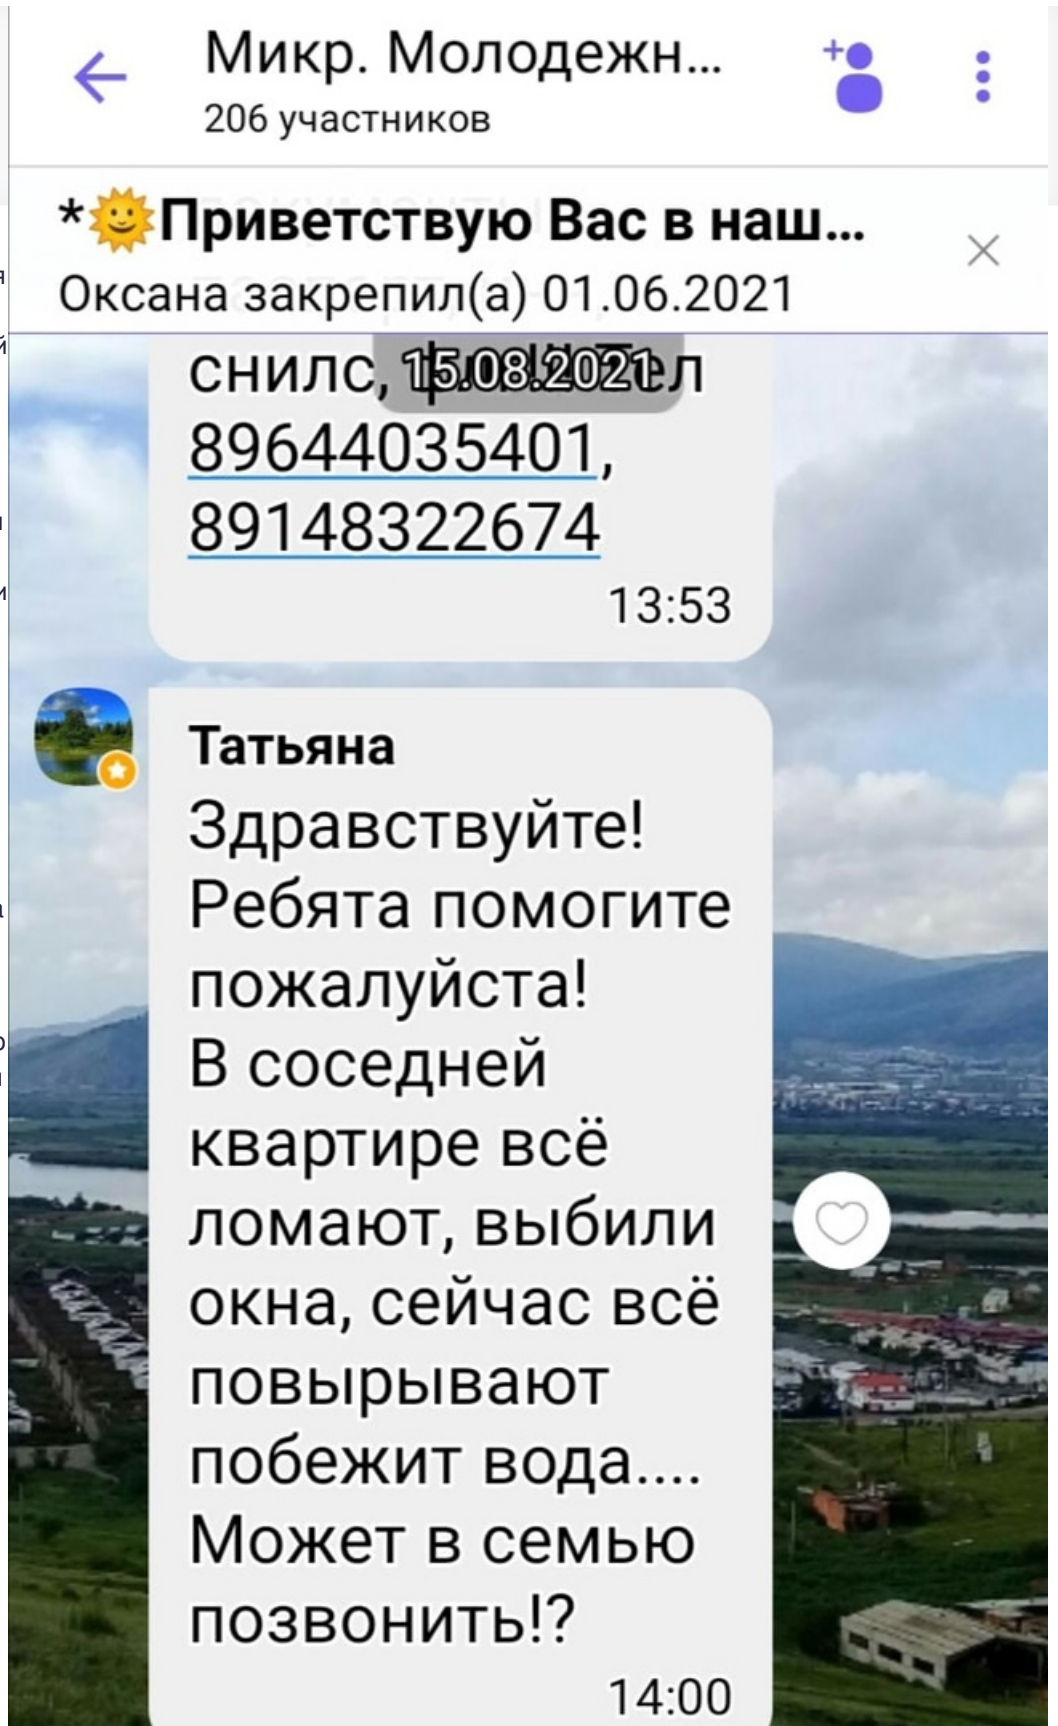 Микр. Молодежн...
206 участников
*🌞Приветствую Вас в наш...
Оксана закрепил(а) 01.06.2021
15.08.2021
снилс,
89644035401,
89148322674
13:53
Татьяна
Здравствуйте!
Ребята помогите
пожалуйста!
В соседней
квартире всё
ломают, выбили
окна, сейчас всё
повырывают
побежит вода....
Может в семью
позвонить!?
14:00